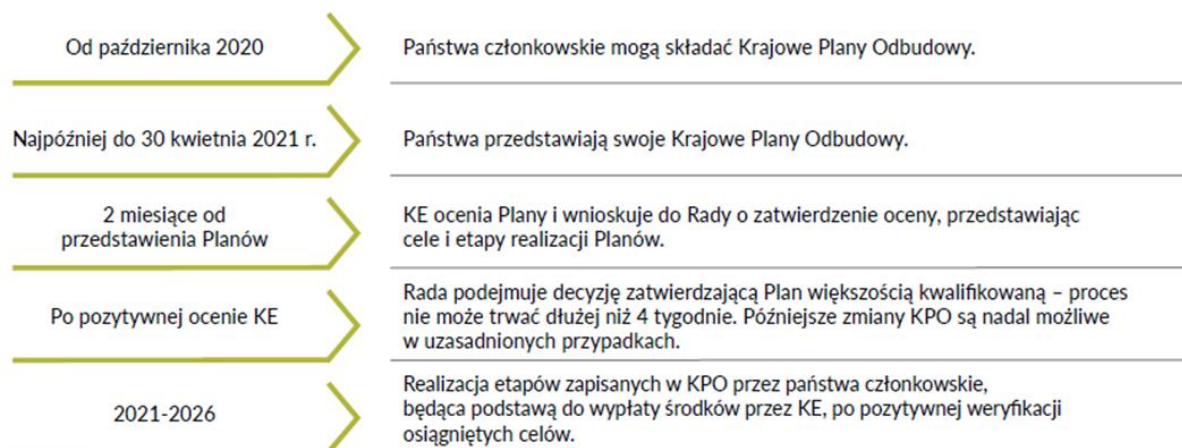 Od października 2020
Państwa członkowskie mogą składać Krajowe Plany Odbudowy.
Najpóźniej do 30 kwietnia 2021 r.
Państwa przedstawiają swoje Krajowe Plany Odbudowy.
2 miesiące od
przedstawienia Planów
KE ocenia Plany i wnioskuje do Rady o zatwierdzenie oceny, przedstawiając
cele i etapy realizacji Planów.
Po pozytywnej ocenie KE
Rada podejmuje decyzję zatwierdzającą Plan większością kwalifikowaną – proces
nie może trwać dłużej niż 4 tygodnie. Późniejsze zmiany KPO są nadal możliwe
w uzasadnionych przypadkach.
2021-2026
Realizacja etapów zapisanych w KPO przez państwa członkowskie,
będąca podstawą do wypłaty środków przez KE, po pozytywnej weryfikacji
osiągniętych celów.